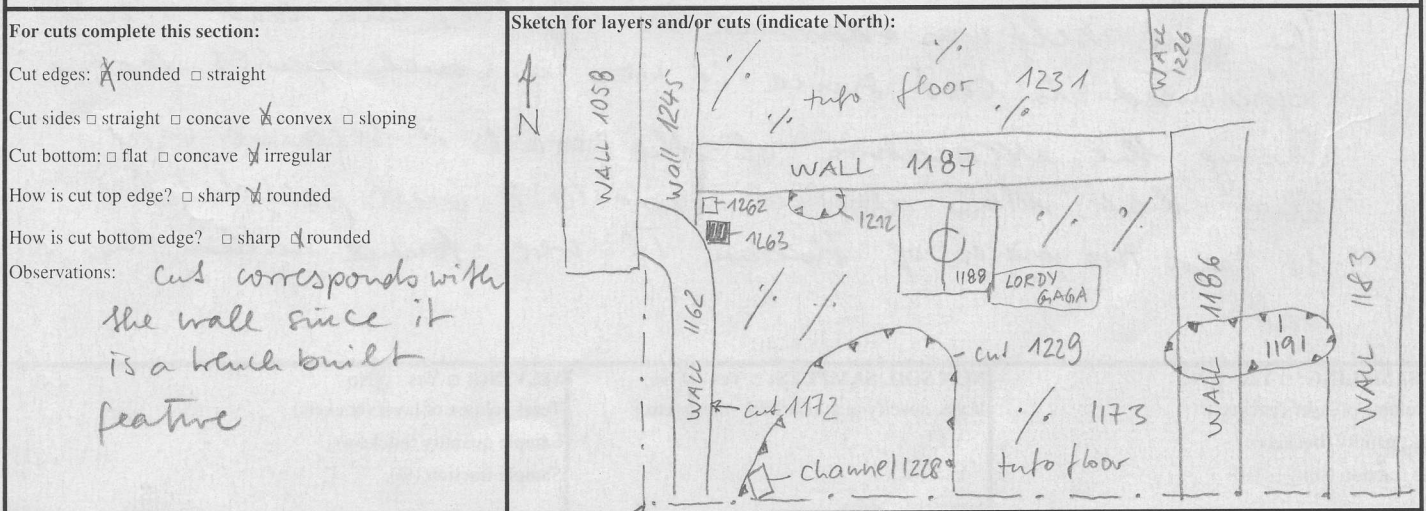 For cuts complete this section:
Cut edges: ☒ rounded □ straight
Cut sides □ straight □ concave ☒ convex □ sloping
Cut bottom: □ flat □ concave ☒ irregular
How is cut top edge? □ sharp ☒ rounded
How is cut bottom edge? □ sharp ☒ rounded
Observations: Cut corresponds with
the wall since it
is a trench built
feature
Sketch for layers and/or cuts (indicate North):
N
WALL 1058
Wall 1245
tufo floor 1231
WALL 1226
WALL 1187
1262
1263
1212
1188
LORDY
GAGA
WALL 1162
cut 1172
cut 1229
channel 1228
1173
tufo floor
WALL 1186
1191
WALL 1183